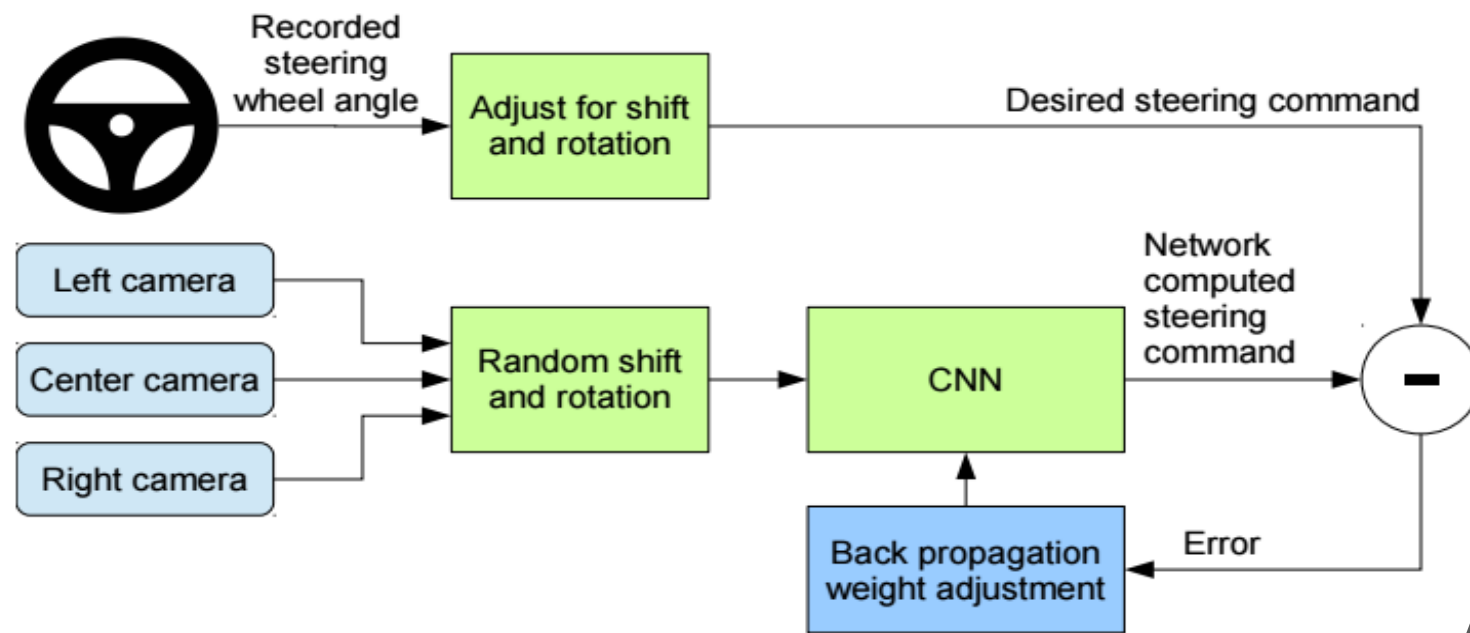 Recorded
steering
wheel angle
Adjust for shift
and rotation
Desired steering command
Left camera
Center camera
Right camera
Random shift
and rotation
CNN
Network
computed
steering
command
-
Back propagation
weight adjustment
Error